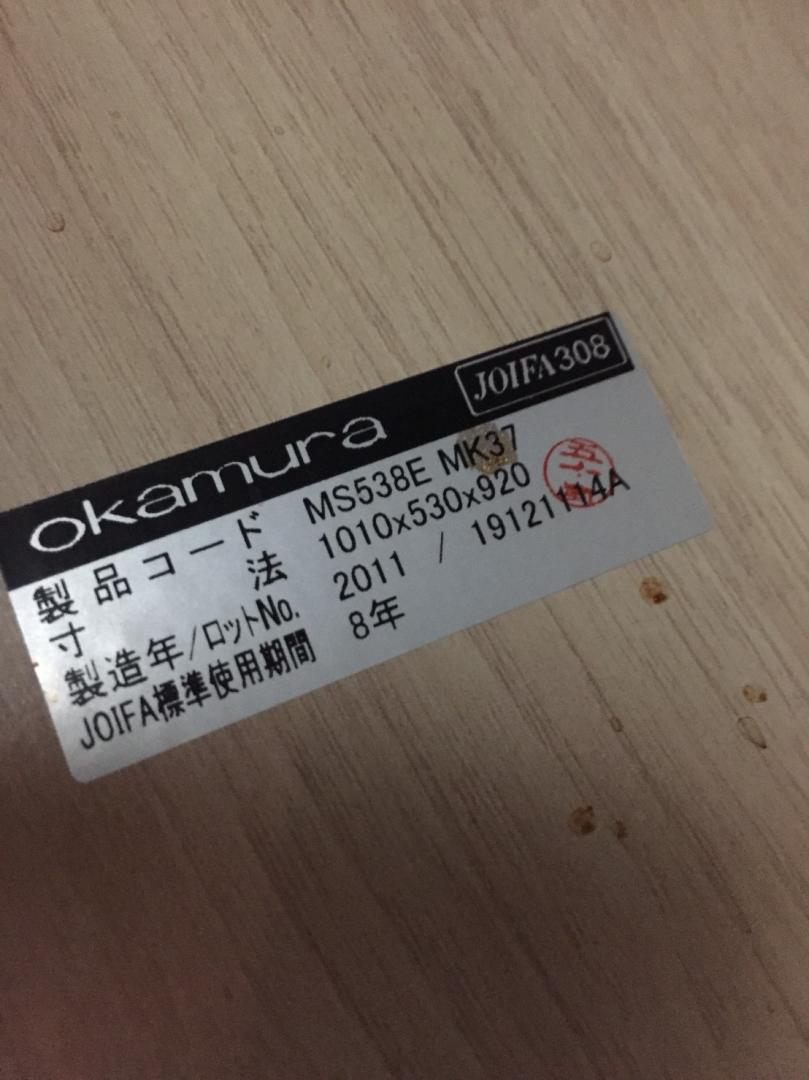 okamura JOIFA308
製品コード MS538E MK37
寸法 1010x530x920
製造年/ロットNo. 2011 / 19121114A
JOIFA標準使用期間 8年